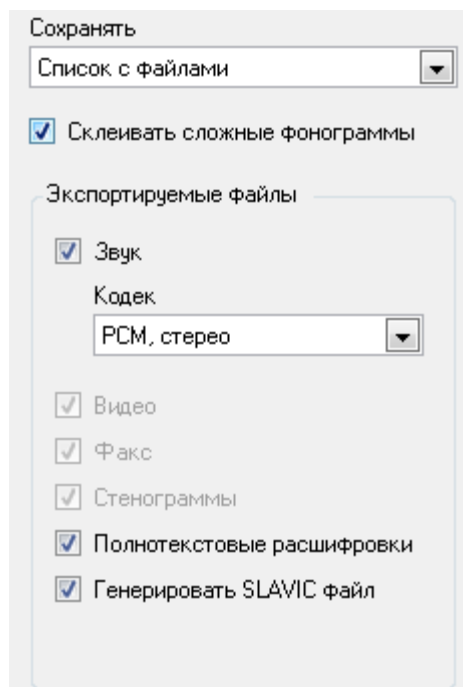 Сохранять
Список с файлами
Склеивать сложные фонограммы
Экспортируемые файлы
Звук
Кодек
PCM, стерео
Видео
Факс
Стенограммы
Полнотекстовые расшифровки
Генерировать SLAVIC файл